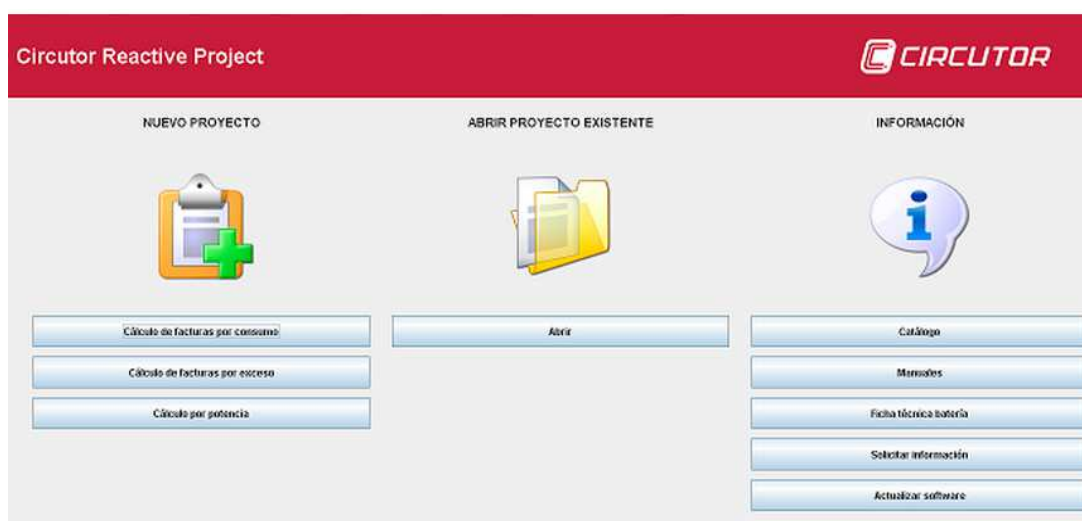 Circutor Reactive Project
CIRCUTOR
NUEVO PROYECTO
ABRIR PROYECTO EXISTENTE
INFORMACIÓN
Cálculo de facturas por consumo
Abrir
Catálogo
Cálculo de facturas por exceso
Manuales
Cálculo por potencia
Ficha técnica batería
Solicitar información
Actualizar software